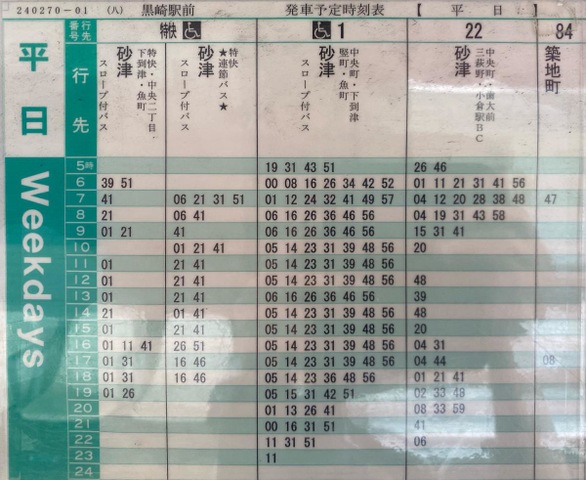 240270-01 (八) 黒崎駅前 発車予定時刻表 【 平 日 】
番号 行先 特快 1 22 84
平日 Weekdays
行先
砂津 特快・中央二丁目・下到津・魚町 スロープ付バス
砂津 特快 ★連節バス★ スロープ付バス
砂津 中央町・下到津 竪町・魚町 スロープ付バス
砂津 中央町・歯大前 三萩野・小倉駅BC
築地町
5時 19 31 43 51 26 46
6 39 51 00 08 16 26 34 42 52 01 11 21 31 41 56
7 41 06 21 31 51 01 12 24 32 41 49 57 04 12 20 28 38 48 47
8 21 06 41 06 16 26 36 46 56 04 19 31 43 58
9 01 21 41 06 16 26 36 46 56 15 31 41
10 01 21 41 05 14 23 31 39 48 56 20
11 01 21 41 05 14 23 31 39 48 56
12 01 21 41 05 14 23 31 39 48 56 48
13 01 21 41 06 16 26 36 46 56 39
14 21 01 41 05 14 23 31 39 48 56 48
15 01 21 41 05 14 23 31 39 48 56 20
16 01 11 41 26 51 05 14 23 31 39 48 56 04 31
17 01 31 16 46 05 14 23 31 39 48 56 04 44 08
18 01 31 16 46 05 14 23 36 48 56 01 21 41
19 01 26 05 15 31 42 51 02 33 48
20 01 13 26 41 08 33 59
21 00 16 31 51 41
22 11 31 51 06
23 11
24